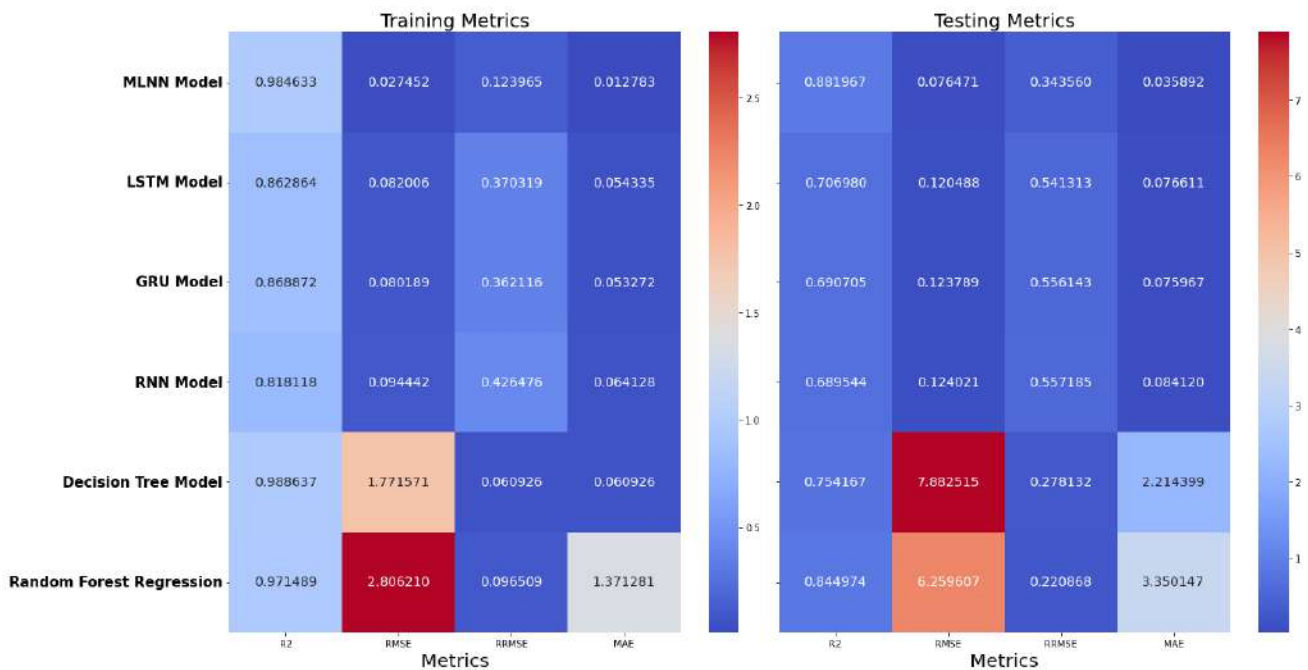 Training Metrics
Testing Metrics
MLNN Model 0.984633 0.027452 0.123965 0.012783 0.881967 0.076471 0.343560 0.035892
LSTM Model 0.862864 0.082006 0.370319 0.054335 0.706980 0.120488 0.541313 0.076611
GRU Model 0.868872 0.080189 0.362116 0.053272 0.690705 0.123789 0.556143 0.075967
RNN Model 0.818118 0.094442 0.426476 0.064128 0.689544 0.124021 0.557185 0.084120
Decision Tree Model 0.988637 1.771571 0.060926 0.060926 0.754167 7.882515 0.278132 2.214399
Random Forest Regression 0.971489 2.806210 0.096509 1.371281 0.844974 6.259607 0.220868 3.350147
R2 RMSE RRMSE MAE
Metrics
2.5
2.0
1.5
1.0
0.5
R2 RMSE RRMSE MAE
Metrics
7
6
5
4
3
2
1